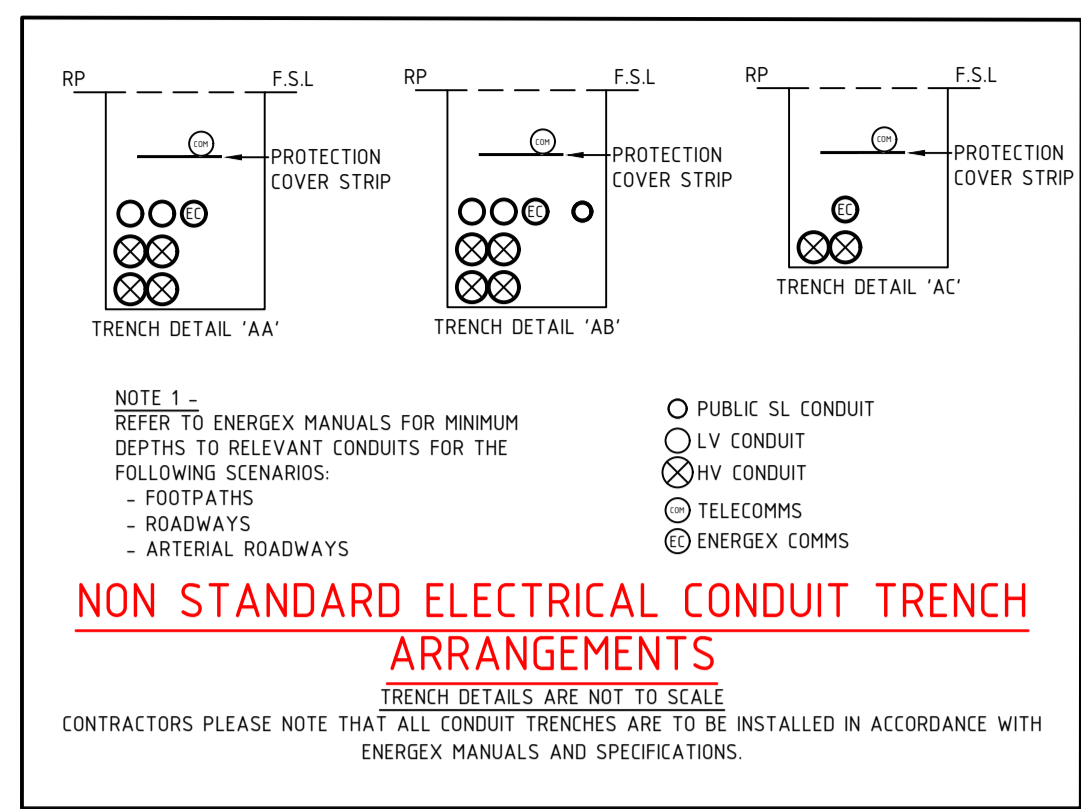 RP F.S.L RP F.S.L RP F.S.L
COM COM COM
PROTECTION PROTECTION PROTECTION
COVER STRIP COVER STRIP COVER STRIP
EC EC EC
TRENCH DETAIL 'AA' TRENCH DETAIL 'AB' TRENCH DETAIL 'AC'
NOTE 1 –
REFER TO ENERGEX MANUALS FOR MINIMUM
DEPTHS TO RELEVANT CONDUITS FOR THE
FOLLOWING SCENARIOS:
– FOOTPATHS
– ROADWAYS
– ARTERIAL ROADWAYS
PUBLIC SL CONDUIT
LV CONDUIT
HV CONDUIT
COM TELECOMMS
EC ENERGEX COMMS
NON STANDARD ELECTRICAL CONDUIT TRENCH
ARRANGEMENTS
TRENCH DETAILS ARE NOT TO SCALE
CONTRACTORS PLEASE NOTE THAT ALL CONDUIT TRENCHES ARE TO BE INSTALLED IN ACCORDANCE WITH
ENERGEX MANUALS AND SPECIFICATIONS.